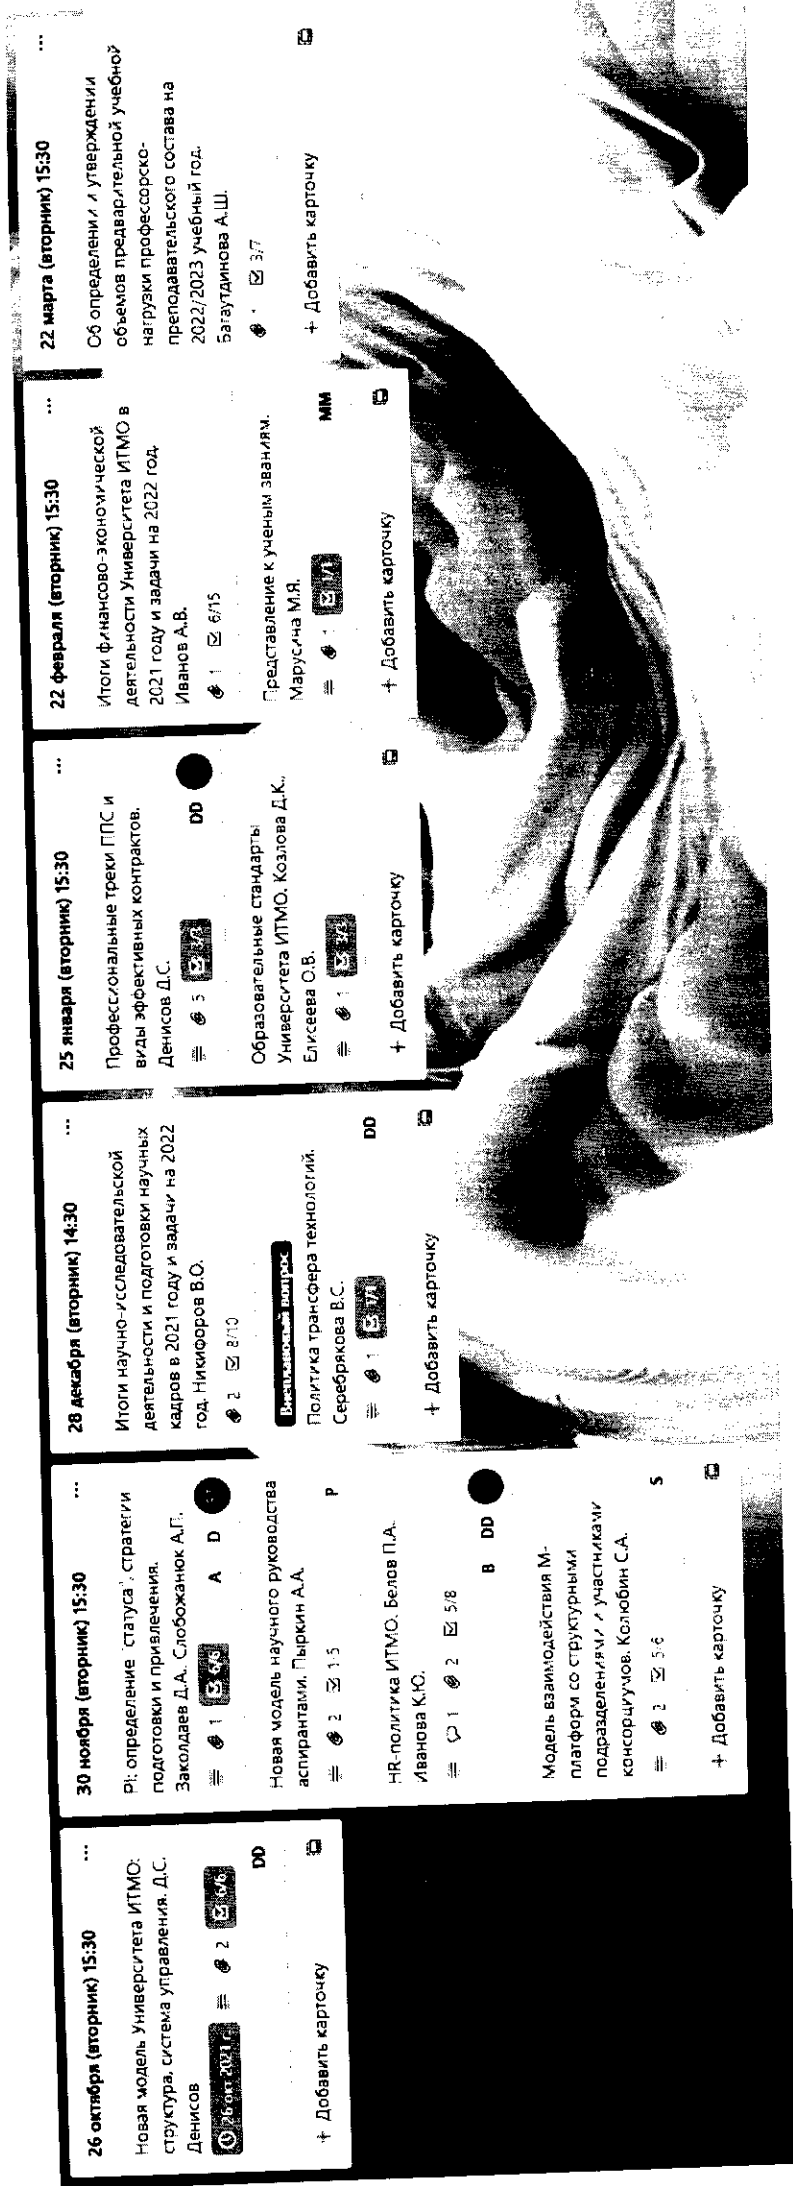 26 октября (вторник) 15:30
Новая модель Университета ИТМО:
структура, система управления. Д.С.
Денисов
26 окт 2021 г. 2 6/6
DD
+ Добавить карточку
30 ноября (вторник) 15:30
PI: определение "статуса", стратегии
подготовки и привлечения.
Заколдаев Д.А. Слобожанюк А.П.
1 6/6
A D
Новая модель научного руководства
аспирантами. Пыркин А.А.
2 1/5
P
HR-политика ИТМО. Белов П.А.
Иванова К.Ю.
1 2 5/8
B DD
Модель взаимодействия М-
платформ со структурными
подразделениями и участниками
консорциумов. Колюбин С.А.
2 5/6
S
+ Добавить карточку
28 декабря (вторник) 14:30
Итоги научно-исследовательской
деятельности и подготовки научных
кадров в 2021 году и задачи на 2022
год. Никифоров В.О.
2 8/10
Внеплановый вопрос
Политика трансфера технологий.
Серебрякова В.С.
1 1/1
DD
+ Добавить карточку
25 января (вторник) 15:30
Профессиональные треки ППС и
виды эффективных контрактов.
Денисов Д.С.
3/3
DD
Образовательные стандарты
Университета ИТМО. Козлова Д.К.,
Елисеева О.В.
1 3/3
+ Добавить карточку
22 февраля (вторник) 15:30
Итоги финансово-экономической
деятельности Университета ИТМО в
2021 году и задачи на 2022 год.
Иванов А.В.
1 6/15
Представление к ученым званиям.
Марусина М.Я.
1 1/1
MM
+ Добавить карточку
22 марта (вторник) 15:30
Об определении и утверждении
объемов предварительной учебной
нагрузки профессорско-
преподавательского состава на
2022/2023 учебный год.
Багаутдинова А.Ш.
1 3/7
+ Добавить карточку